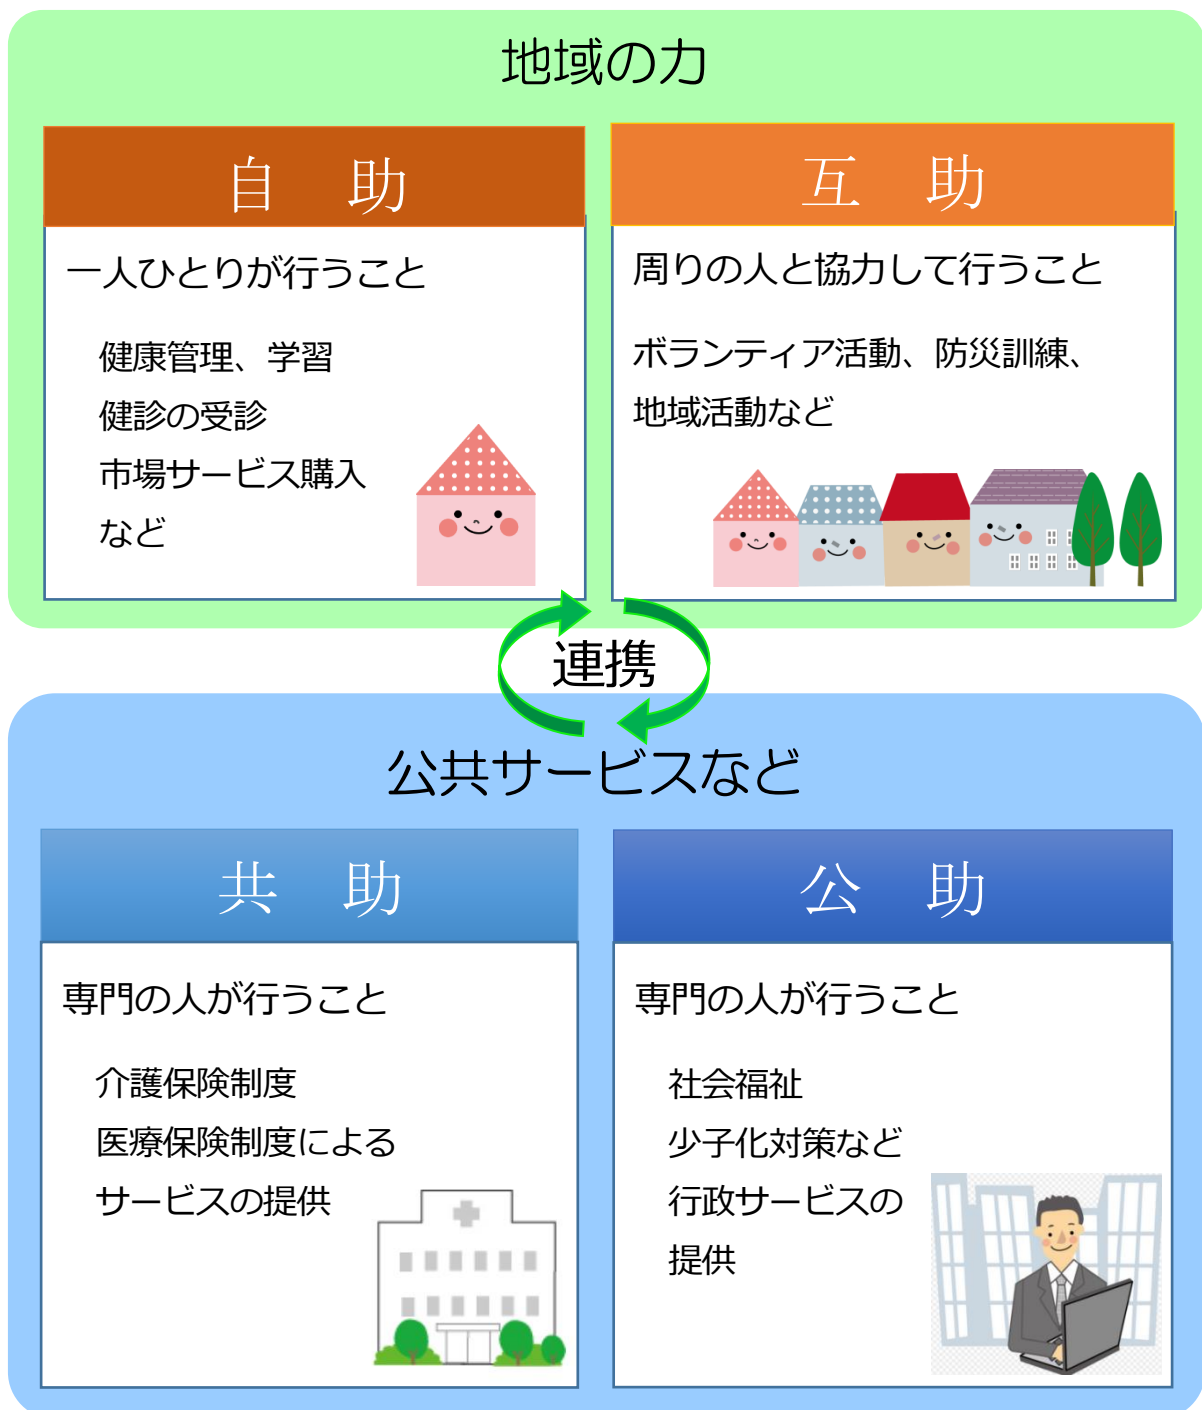 地域の力
自　助
一人ひとりが行うこと
健康管理、学習
健診の受診
市場サービス購入
など
互　助
周りの人と協力して行うこと
ボランティア活動、防災訓練、
地域活動など
連携
公共サービスなど
共　助
専門の人が行うこと
介護保険制度
医療保険制度による
サービスの提供
公　助
専門の人が行うこと
社会福祉
少子化対策など
行政サービスの
提供